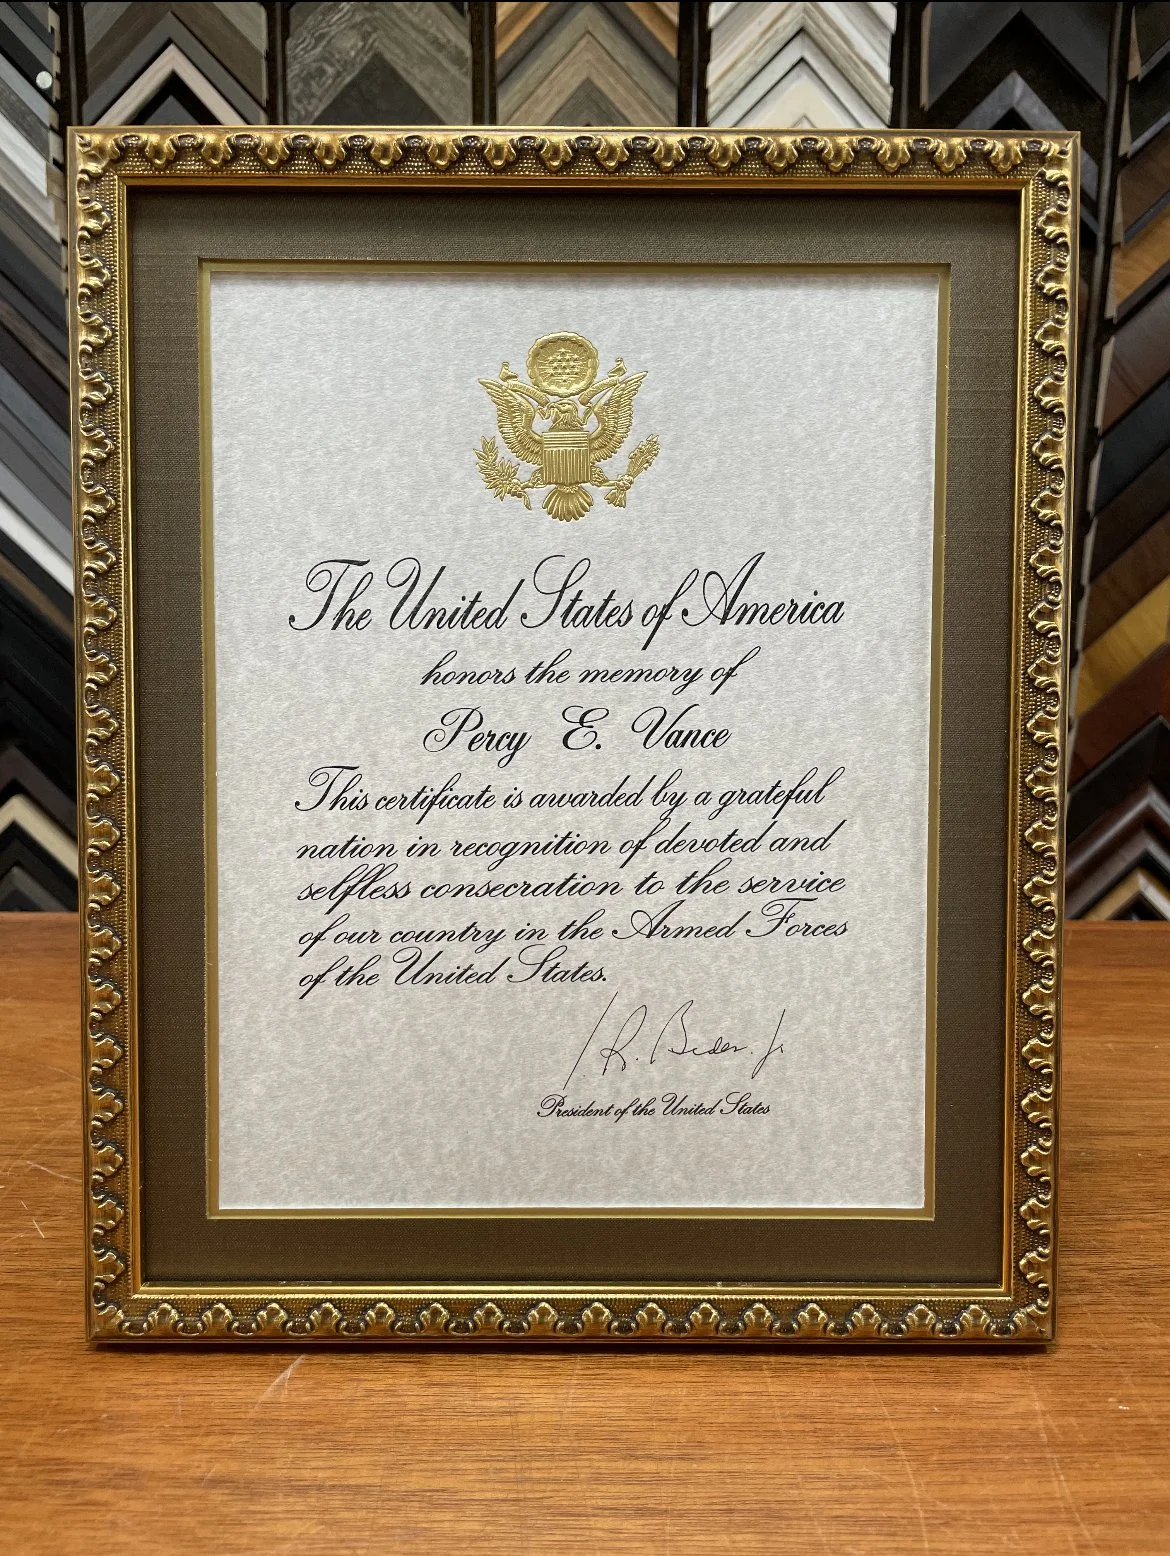 The United States of America
honors the memory of
Percy E. Vance
This certificate is awarded by a grateful
nation in recognition of devoted and
selfless consecration to the service
of our country in the Armed Forces
of the United States.
R. Biden Jr
President of the United States